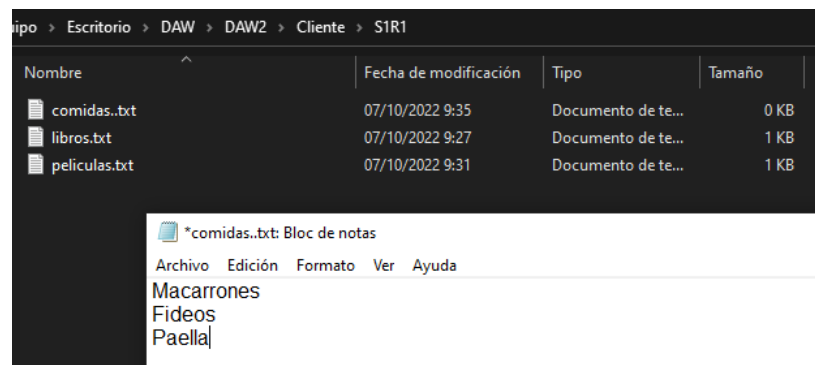 ipo > Escritorio > DAW > DAW2 > Cliente > S1R1
Nombre Fecha de modificación Tipo Tamaño
comidas..txt 07/10/2022 9:35 Documento de te... 0 KB
libros.txt 07/10/2022 9:27 Documento de te... 1 KB
peliculas.txt 07/10/2022 9:31 Documento de te... 1 KB
*comidas..txt: Bloc de notas
Archivo Edición Formato Ver Ayuda
Macarrones
Fideos
Paella